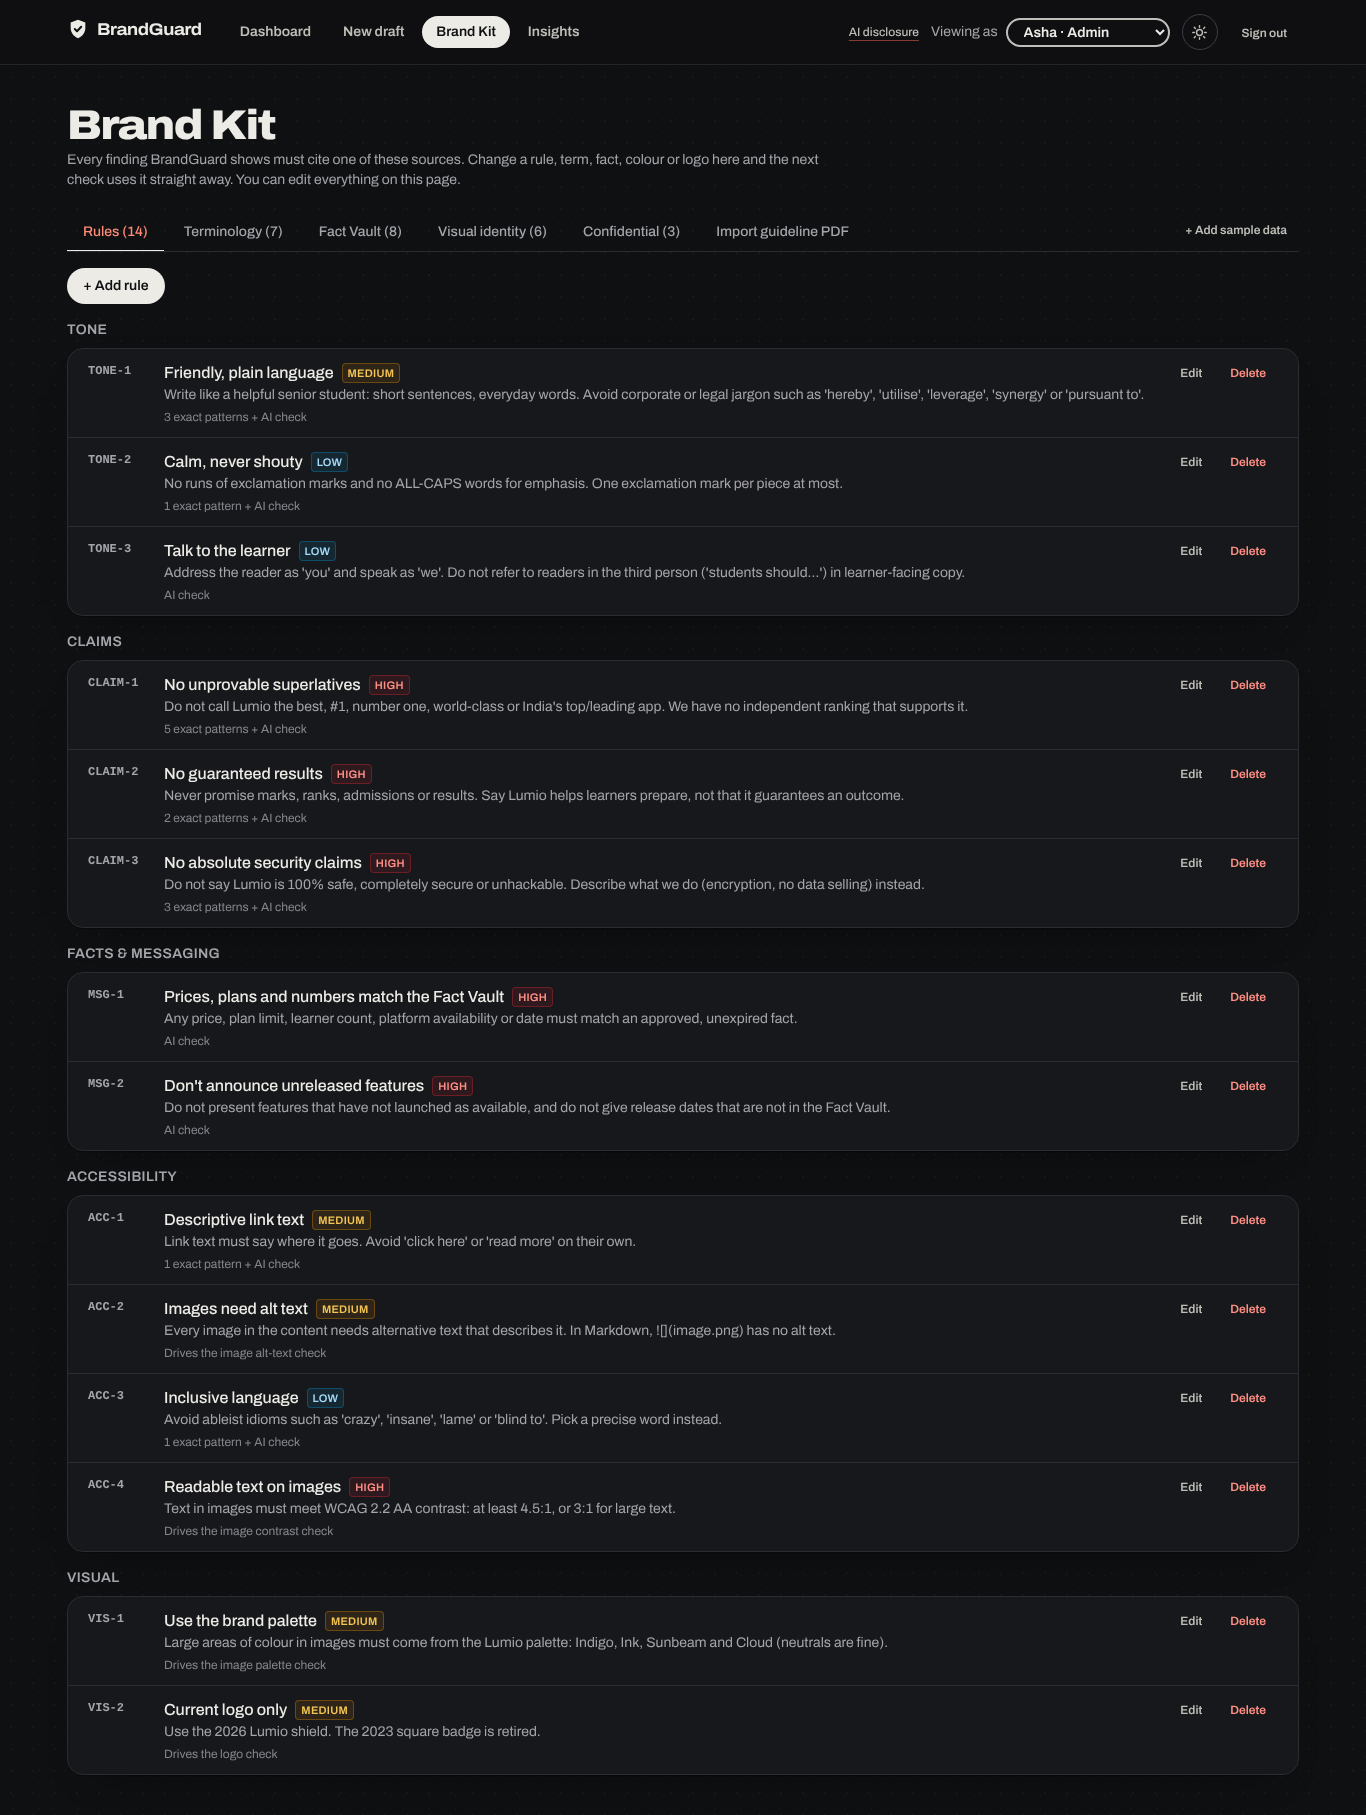 BrandGuard
Dashboard
New draft
Brand Kit
Insights
AI disclosure
Viewing as
Asha · Admin
Sign out
Brand Kit
Every finding BrandGuard shows must cite one of these sources. Change a rule, term, fact, colour or logo here and the next
check uses it straight away. You can edit everything on this page.
Rules (14)
Terminology (7)
Fact Vault (8)
Visual identity (6)
Confidential (3)
Import guideline PDF
+ Add sample data
+ Add rule
TONE
TONE-1
Friendly, plain language MEDIUM
Edit
Delete
Write like a helpful senior student: short sentences, everyday words. Avoid corporate or legal jargon such as 'hereby', 'utilise', 'leverage', 'synergy' or 'pursuant to'.
3 exact patterns + AI check
TONE-2
Calm, never shouty LOW
Edit
Delete
No runs of exclamation marks and no ALL-CAPS words for emphasis. One exclamation mark per piece at most.
1 exact pattern + AI check
TONE-3
Talk to the learner LOW
Edit
Delete
Address the reader as 'you' and speak as 'we'. Do not refer to readers in the third person ('students should...') in learner-facing copy.
AI check
CLAIMS
CLAIM-1
No unprovable superlatives HIGH
Edit
Delete
Do not call Lumio the best, #1, number one, world-class or India's top/leading app. We have no independent ranking that supports it.
5 exact patterns + AI check
CLAIM-2
No guaranteed results HIGH
Edit
Delete
Never promise marks, ranks, admissions or results. Say Lumio helps learners prepare, not that it guarantees an outcome.
2 exact patterns + AI check
CLAIM-3
No absolute security claims HIGH
Edit
Delete
Do not say Lumio is 100% safe, completely secure or unhackable. Describe what we do (encryption, no data selling) instead.
3 exact patterns + AI check
FACTS & MESSAGING
MSG-1
Prices, plans and numbers match the Fact Vault HIGH
Edit
Delete
Any price, plan limit, learner count, platform availability or date must match an approved, unexpired fact.
AI check
MSG-2
Don't announce unreleased features HIGH
Edit
Delete
Do not present features that have not launched as available, and do not give release dates that are not in the Fact Vault.
AI check
ACCESSIBILITY
ACC-1
Descriptive link text MEDIUM
Edit
Delete
Link text must say where it goes. Avoid 'click here' or 'read more' on their own.
1 exact pattern + AI check
ACC-2
Images need alt text MEDIUM
Edit
Delete
Every image in the content needs alternative text that describes it. In Markdown, ![](image.png) has no alt text.
Drives the image alt-text check
ACC-3
Inclusive language LOW
Edit
Delete
Avoid ableist idioms such as 'crazy', 'insane', 'lame' or 'blind to'. Pick a precise word instead.
1 exact pattern + AI check
ACC-4
Readable text on images HIGH
Edit
Delete
Text in images must meet WCAG 2.2 AA contrast: at least 4.5:1, or 3:1 for large text.
Drives the image contrast check
VISUAL
VIS-1
Use the brand palette MEDIUM
Edit
Delete
Large areas of colour in images must come from the Lumio palette: Indigo, Ink, Sunbeam and Cloud (neutrals are fine).
Drives the image palette check
VIS-2
Current logo only MEDIUM
Edit
Delete
Use the 2026 Lumio shield. The 2023 square badge is retired.
Drives the logo check